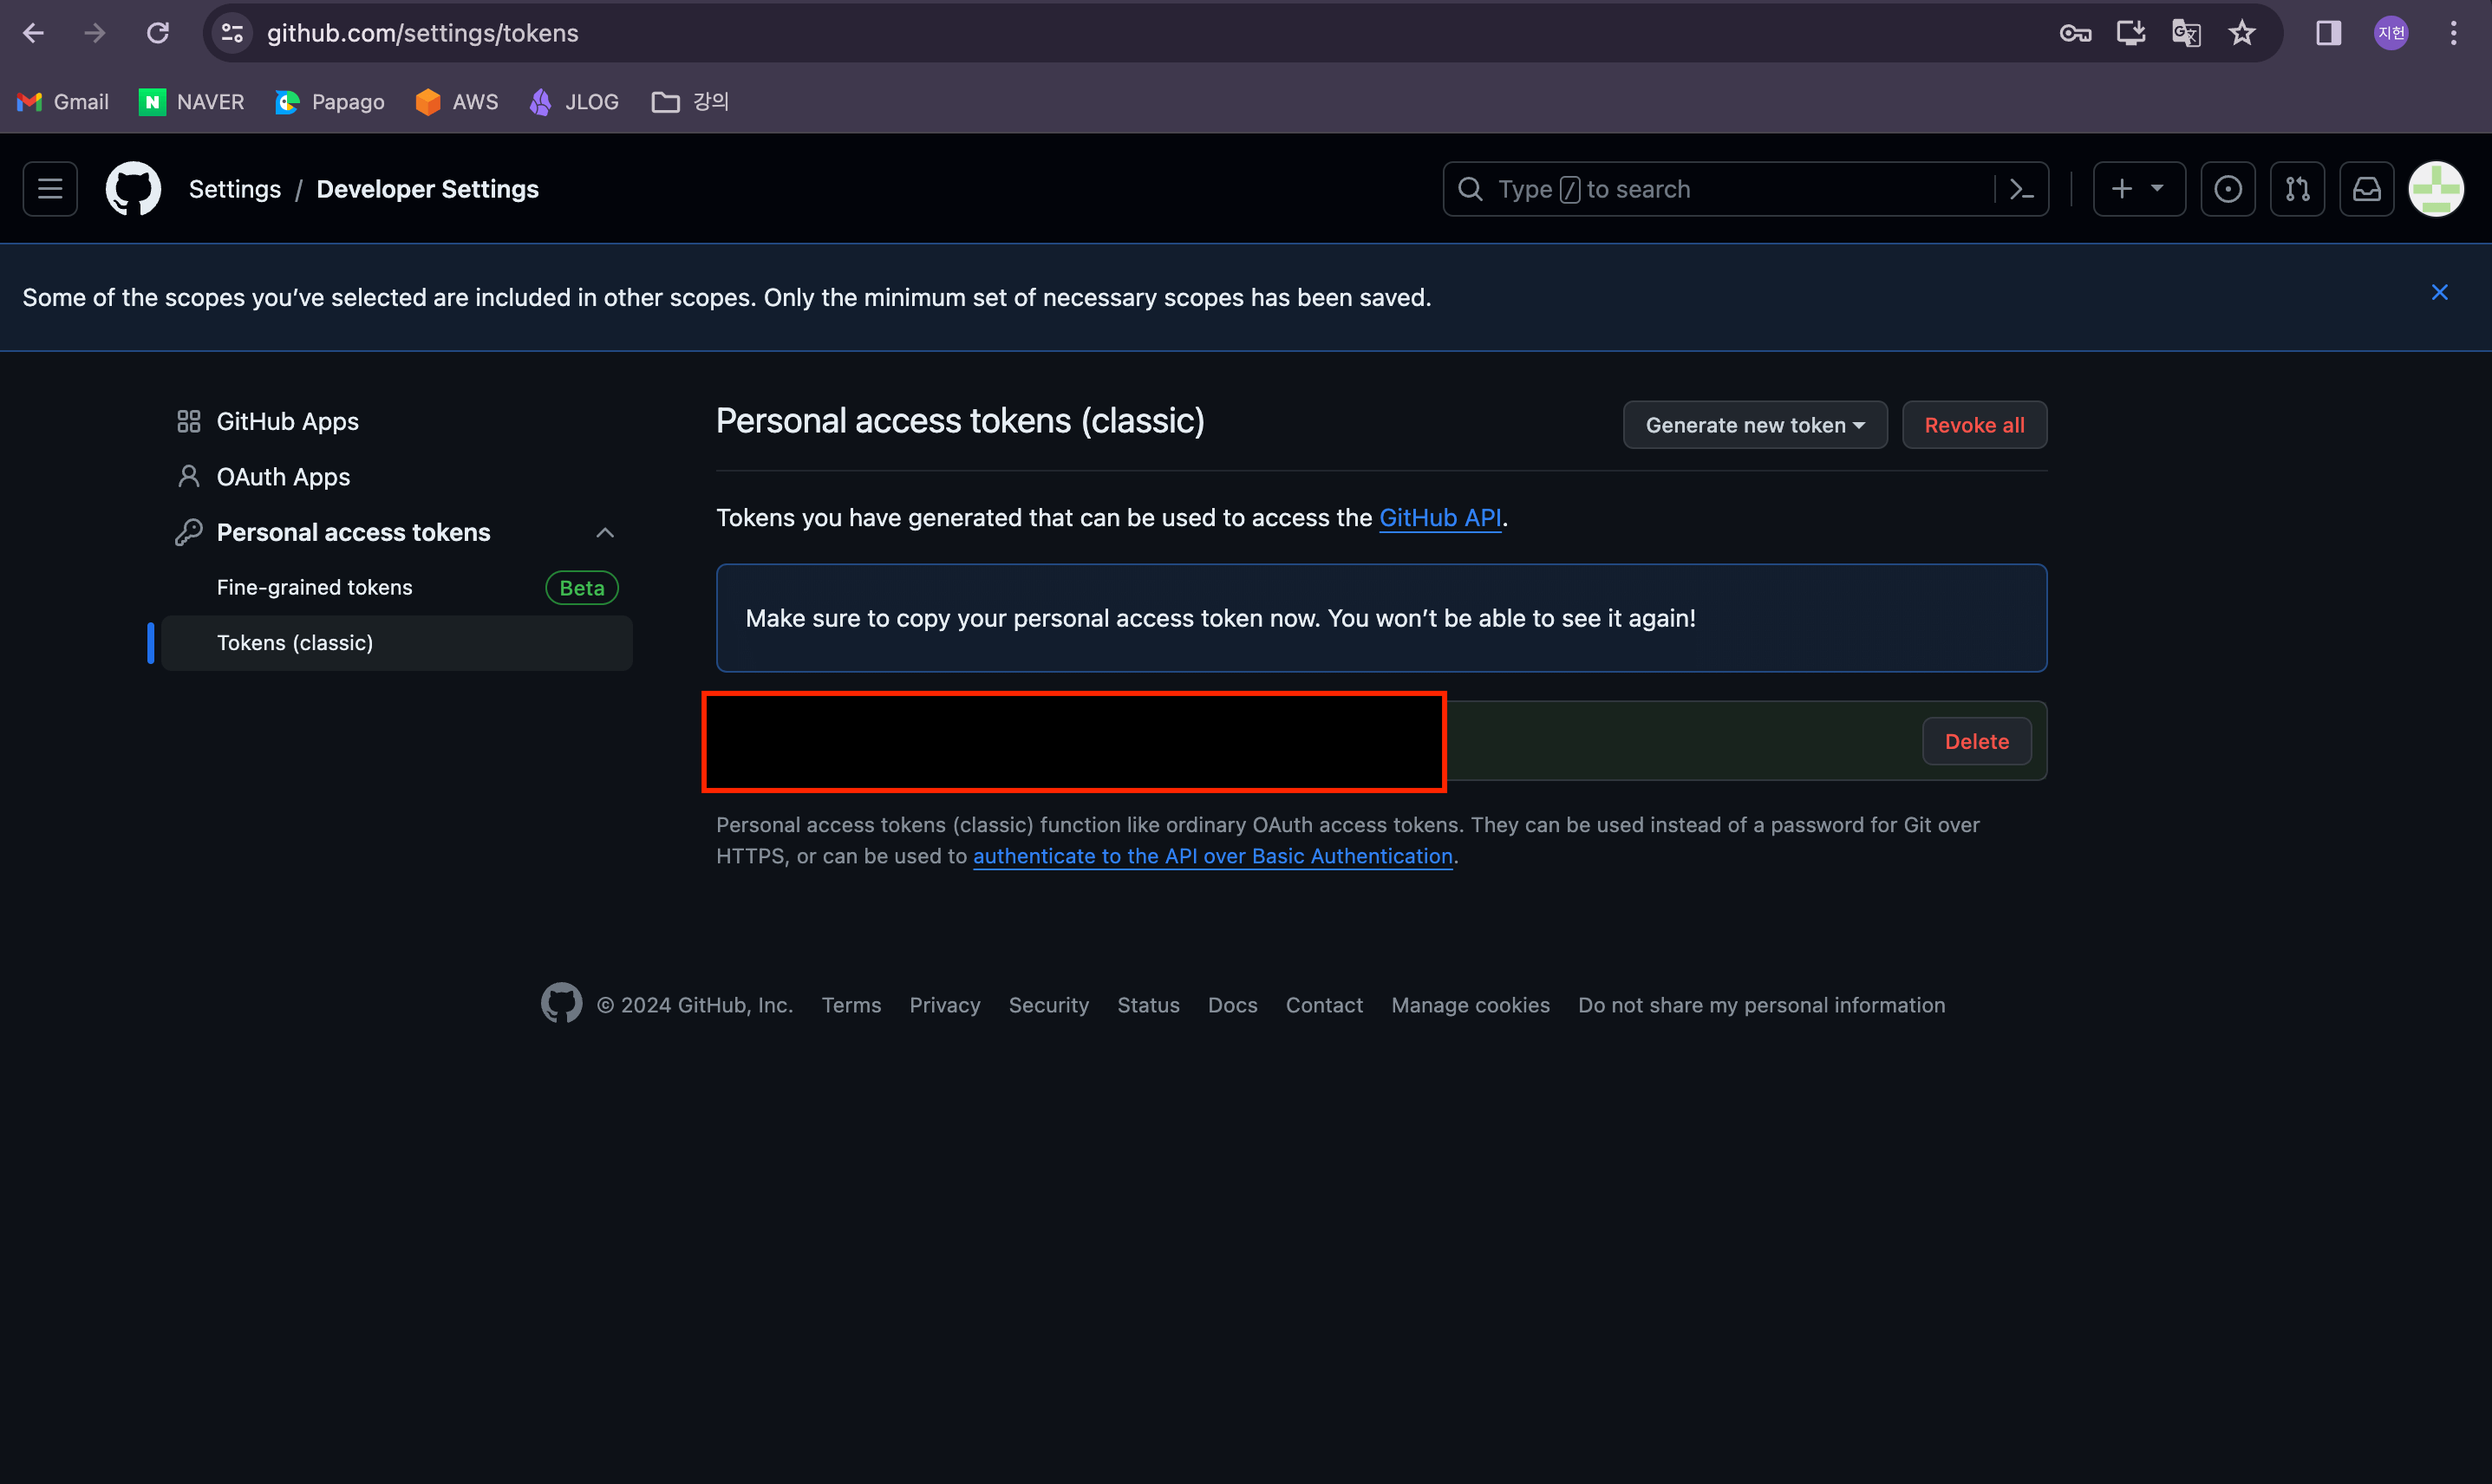 github.com/settings/tokens
지헌
Gmail
NAVER
Papago
AWS
JLOG
강의
Settings / Developer Settings
Type / to search
Some of the scopes you've selected are included in other scopes. Only the minimum set of necessary scopes has been saved.
GitHub Apps
OAuth Apps
Personal access tokens
Fine-grained tokens
Beta
Tokens (classic)
Personal access tokens (classic)
Generate new token
Revoke all
Tokens you have generated that can be used to access the GitHub API.
Make sure to copy your personal access token now. You won't be able to see it again!
Delete
Personal access tokens (classic) function like ordinary OAuth access tokens. They can be used instead of a password for Git over
HTTPS, or can be used to authenticate to the API over Basic Authentication.
© 2024 GitHub, Inc. Terms Privacy Security Status Docs Contact Manage cookies Do not share my personal information